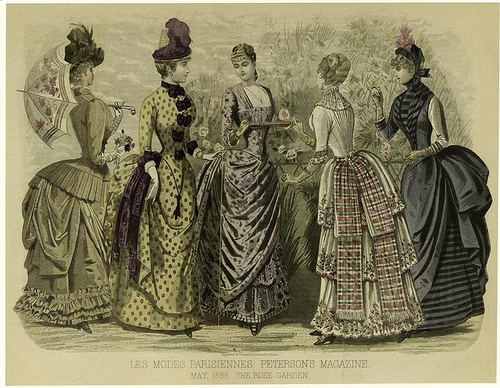 LES MODES PARISIENNES: PETERSON'S MAGAZINE.
MAY, 1886. THE ROSE GARDEN.